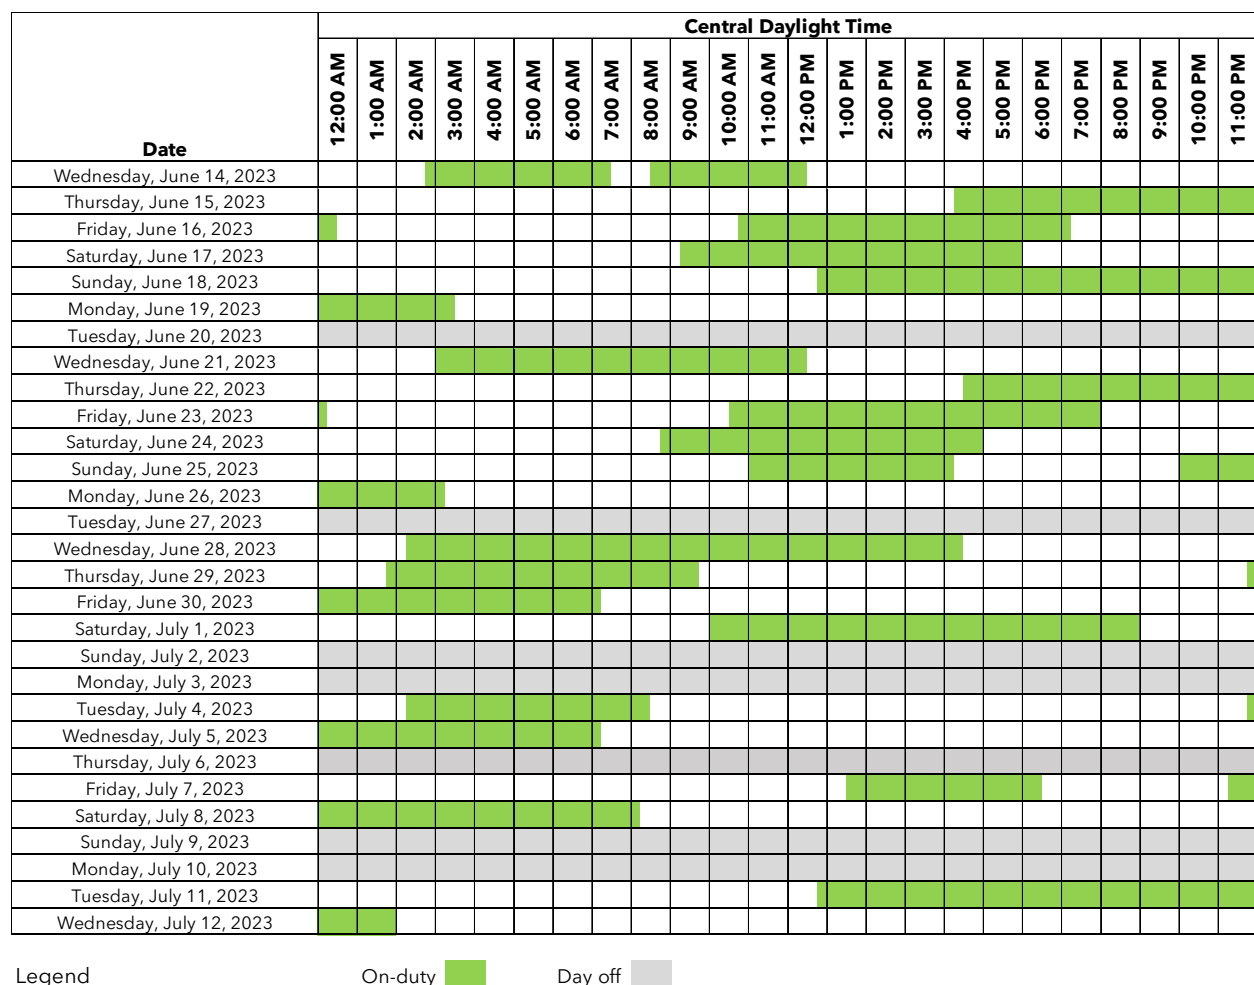 Central Daylight Time
Date
12:00 AM
1:00 AM
2:00 AM
3:00 AM
4:00 AM
5:00 AM
6:00 AM
7:00 AM
8:00 AM
9:00 AM
10:00 AM
11:00 AM
12:00 PM
1:00 PM
2:00 PM
3:00 PM
4:00 PM
5:00 PM
6:00 PM
7:00 PM
8:00 PM
9:00 PM
10:00 PM
11:00 PM
Wednesday, June 14, 2023
Thursday, June 15, 2023
Friday, June 16, 2023
Saturday, June 17, 2023
Sunday, June 18, 2023
Monday, June 19, 2023
Tuesday, June 20, 2023
Wednesday, June 21, 2023
Thursday, June 22, 2023
Friday, June 23, 2023
Saturday, June 24, 2023
Sunday, June 25, 2023
Monday, June 26, 2023
Tuesday, June 27, 2023
Wednesday, June 28, 2023
Thursday, June 29, 2023
Friday, June 30, 2023
Saturday, July 1, 2023
Sunday, July 2, 2023
Monday, July 3, 2023
Tuesday, July 4, 2023
Wednesday, July 5, 2023
Thursday, July 6, 2023
Friday, July 7, 2023
Saturday, July 8, 2023
Sunday, July 9, 2023
Monday, July 10, 2023
Tuesday, July 11, 2023
Wednesday, July 12, 2023
Legend On-duty Day off